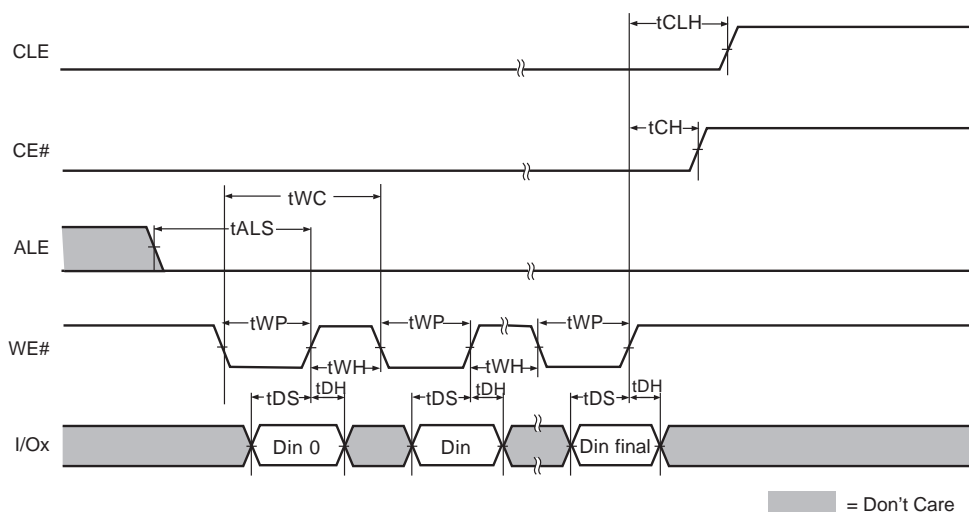 tCLH
CLE
tCH
CE#
tWC
tALS
ALE
tWP tWP tWP
WE#
tWH tWH
tDS tDH tDS tDH tDS tDH
I/Ox Din 0 Din Din final
= Don't Care